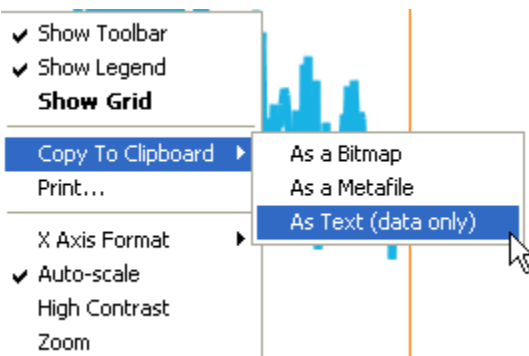 Show Toolbar
Show Legend
Show Grid
Copy To Clipboard
As a Bitmap
Print...
As a Metafile
As Text (data only)
X Axis Format
Auto-scale
High Contrast
Zoom